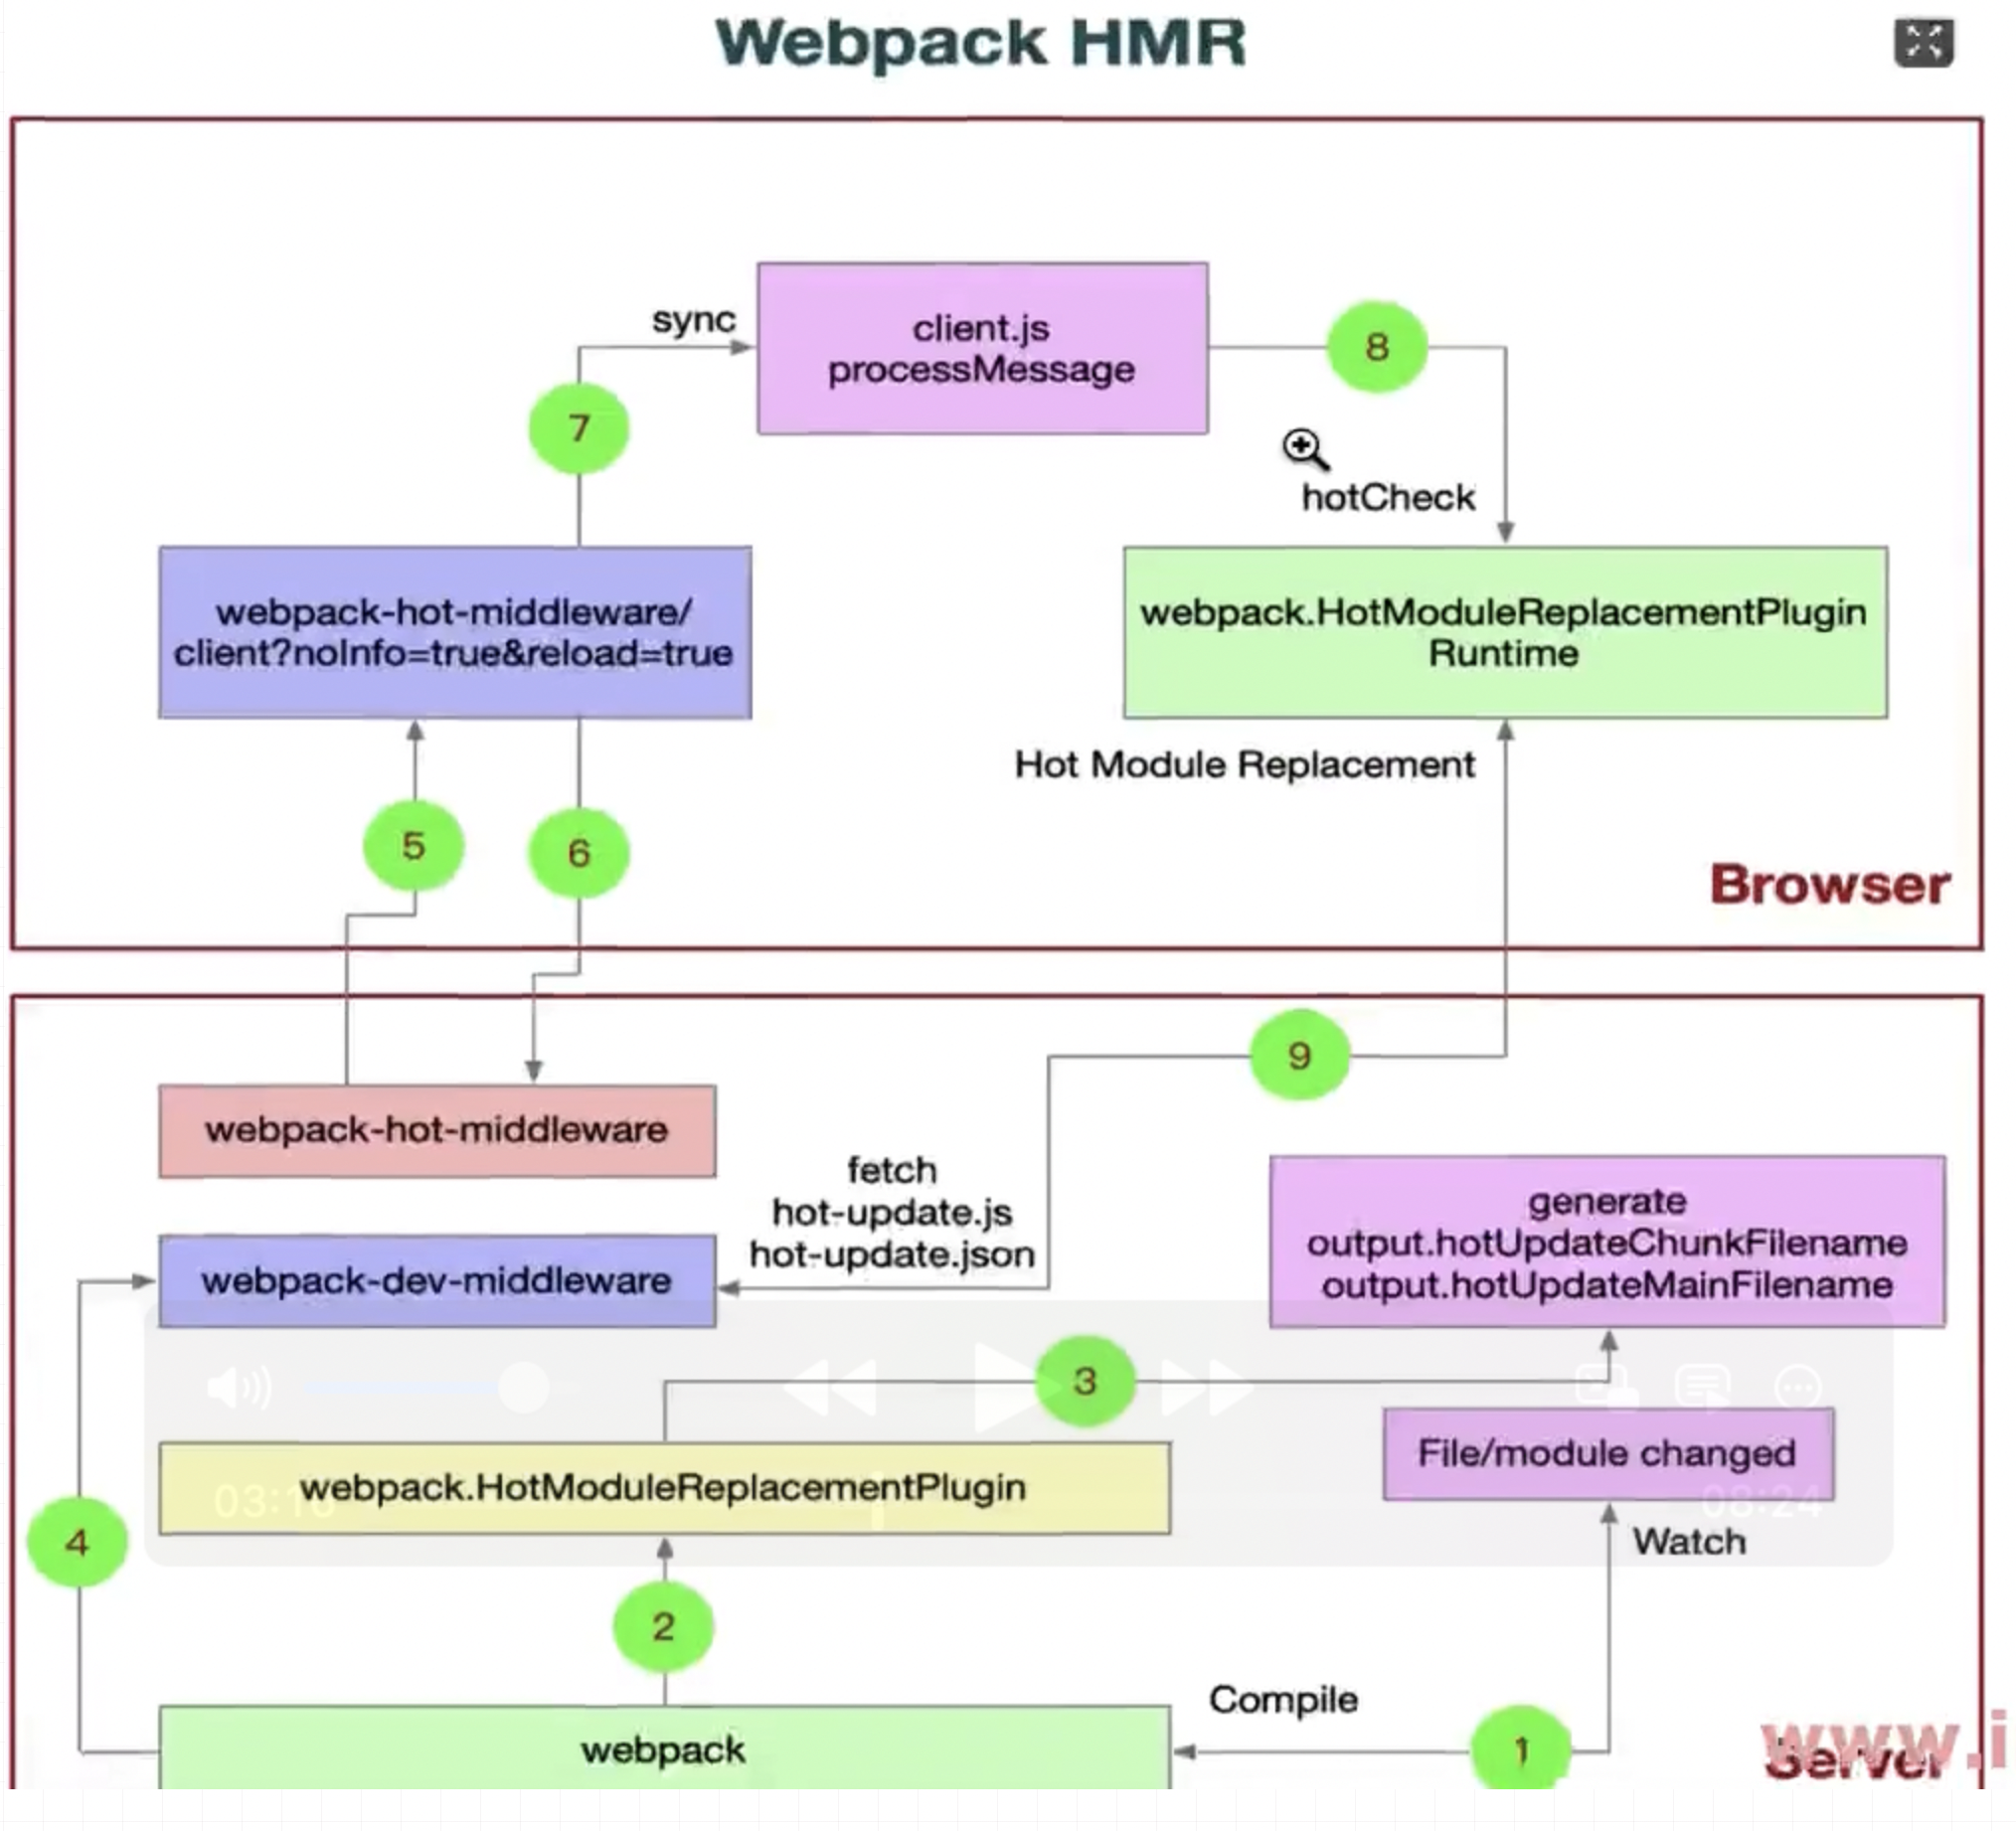 Webpack HMR
client.js
processMessage
sync
7
8
hotCheck
webpack-hot-middleware/
client?noInfo=true&reload=true
webpack.HotModuleReplacementPlugin
Runtime
Hot Module Replacement
5
6
Browser
9
webpack-hot-middleware
fetch
hot-update.js
hot-update.json
webpack-dev-middleware
generate
output.hotUpdateChunkFilename
output.hotUpdateMainFilename
3
webpack.HotModuleReplacementPlugin
File/module changed
08:24
4
Watch
2
Compile
webpack
1
Server
www.i